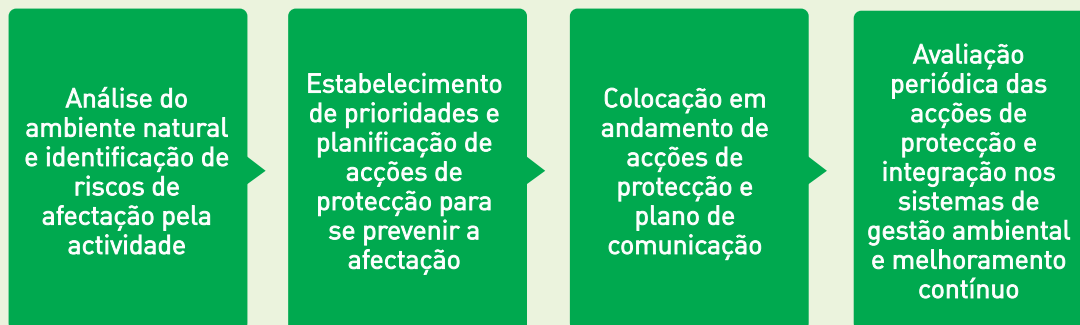 Análise do
ambiente natural
e identificação de
riscos de
afectação pela
actividade
Estabelecimento
de prioridades e
planificação de
acções de
protecção para
se prevenir a
afectação
Colocação em
andamento de
acções de
protecção e
plano de
comunicação
Avaliação
periódica das
acções de
protecção e
integração nos
sistemas de
gestão ambiental
e melhoramento
contínuo